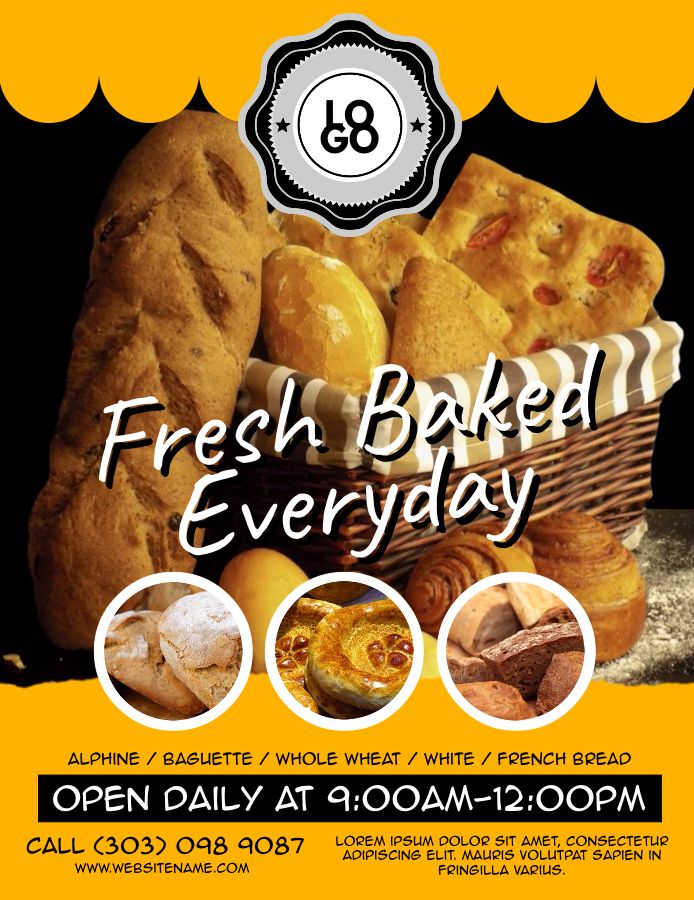 LO
GO
Fresh Baked
Everyday
ALPHINE / BAGUETTE / WHOLE WHEAT / WHITE / FRENCH BREAD
OPEN DAILY AT 9:00AM-12:00PM
CALL (303) 098 9087
WWW.WEBSITENAME.COM
LOREM IPSUM DOLOR SIT AMET, CONSECTETUR
ADIPISCING ELIT. MAURIS VOLUTPAT SAPIEN IN
FRINGILLA VARIUS.